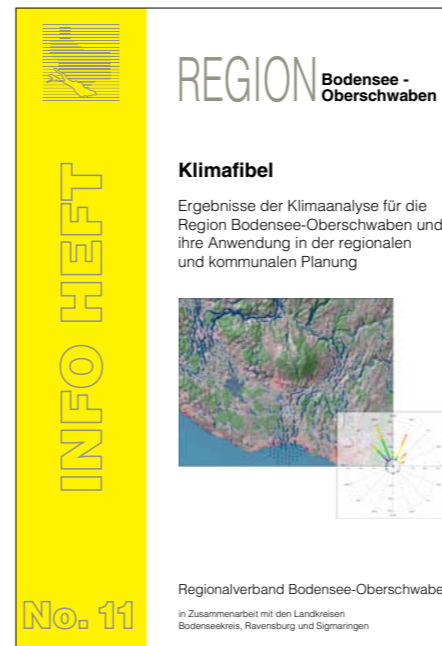 REGION Bodensee -
Oberschwaben
INFO HEFT
Klimafibel
Ergebnisse der Klimaanalyse für die
Region Bodensee-Oberschwaben und
ihre Anwendung in der regionalen
und kommunalen Planung
Regionalverband Bodensee-Oberschwabe
in Zusammenarbeit mit den Landkreisen
Bodenseekreis, Ravensburg und Sigmaringen
No. 11